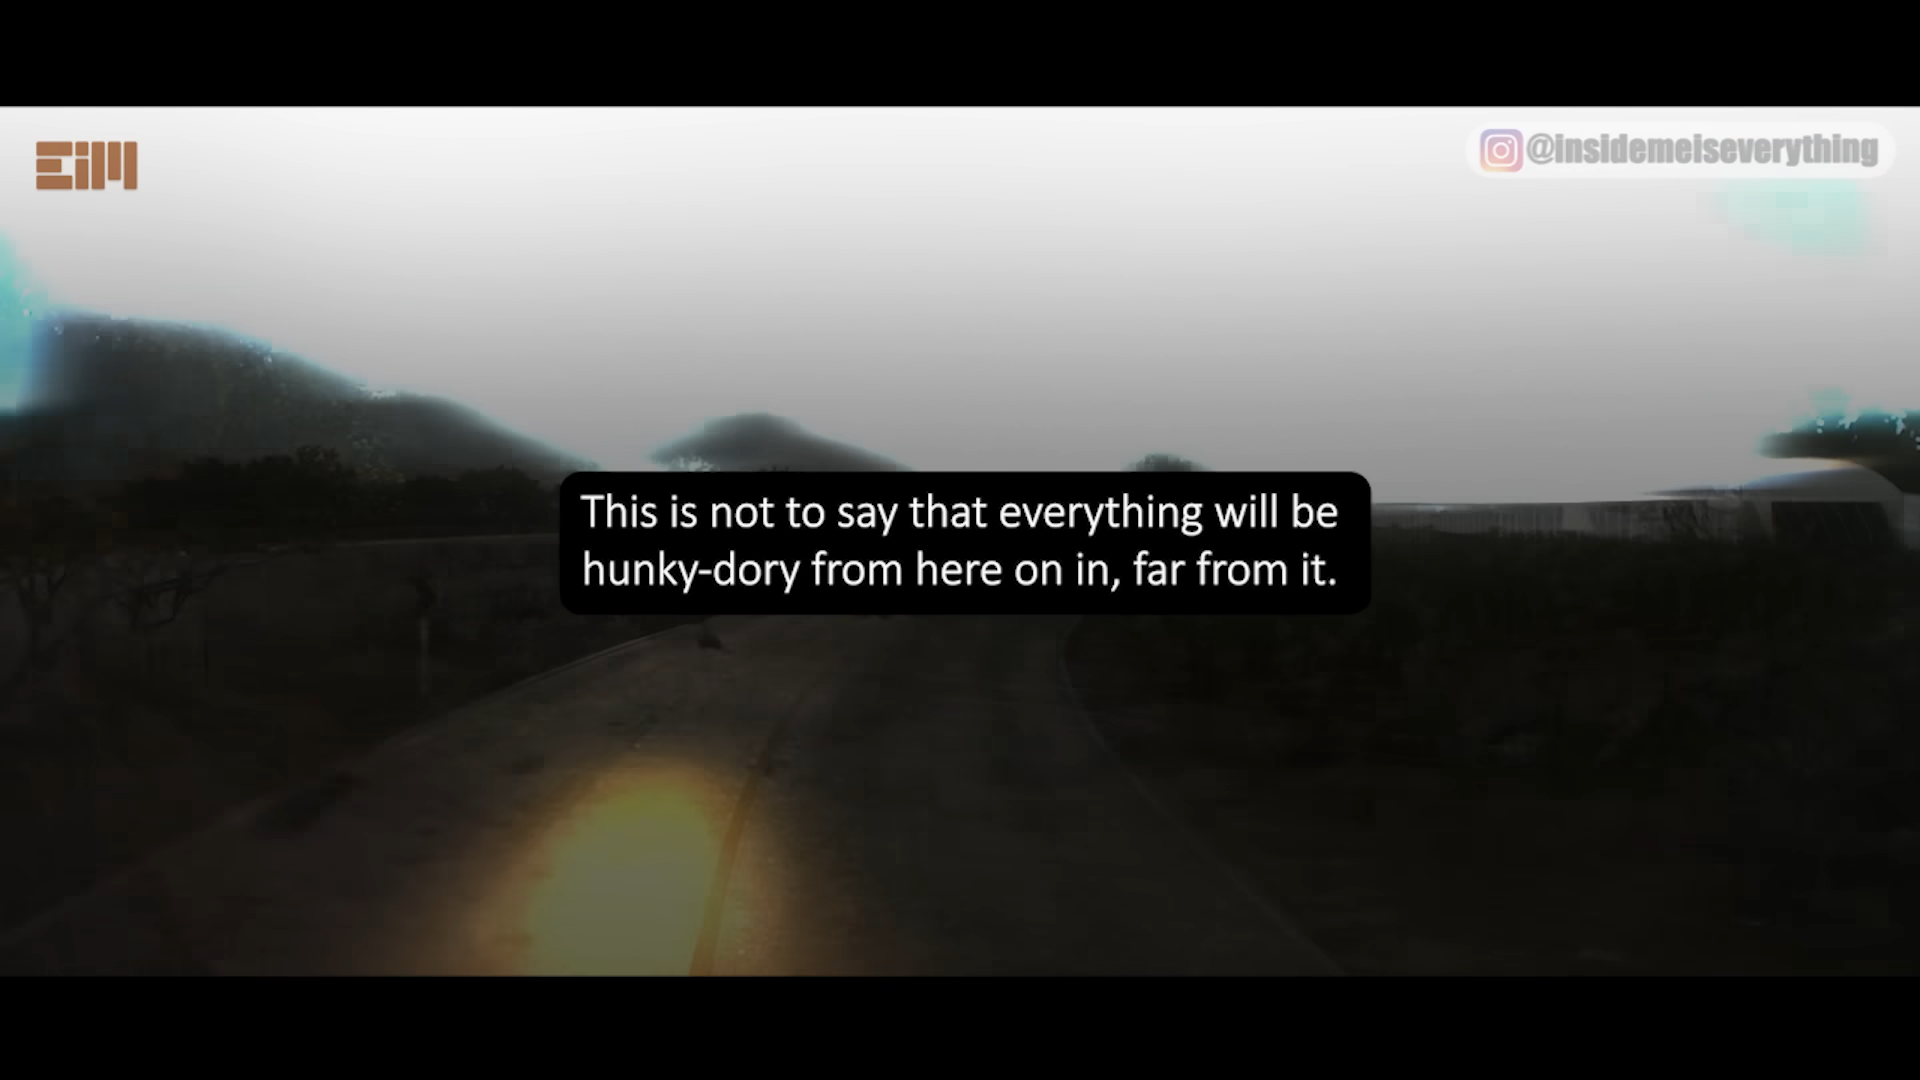 EiM
@insidemeiseverything
This is not to say that everything will be
hunky-dory from here on in, far from it.